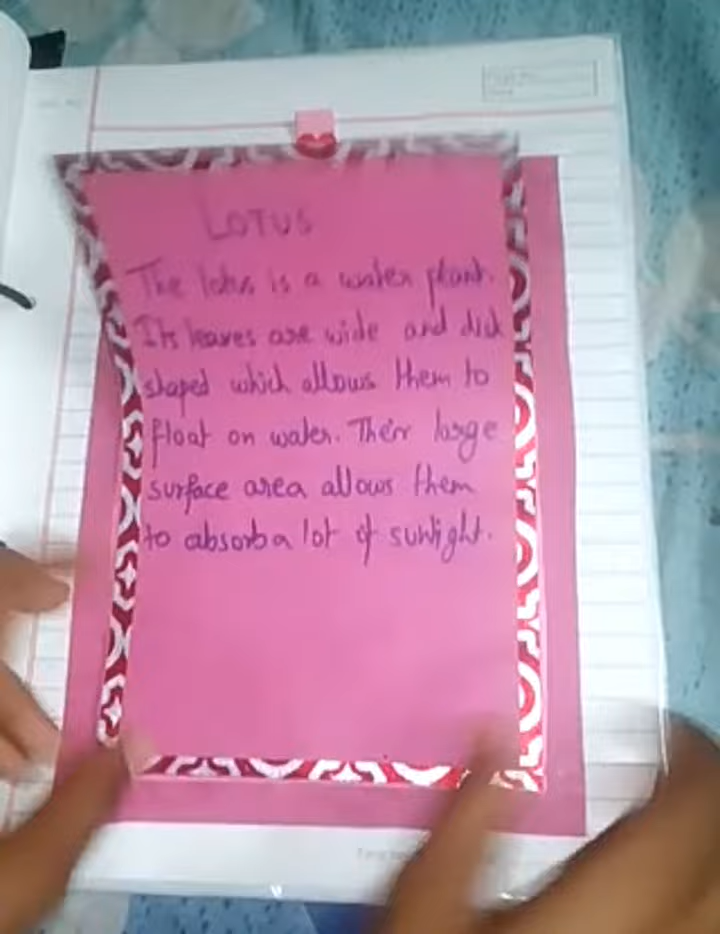 LOTUS
The lotus is a water plant.
Its leaves are wide and disk
shaped which allows them to
float on water. Their large
surface area allows them
to absorb a lot of sunlight.